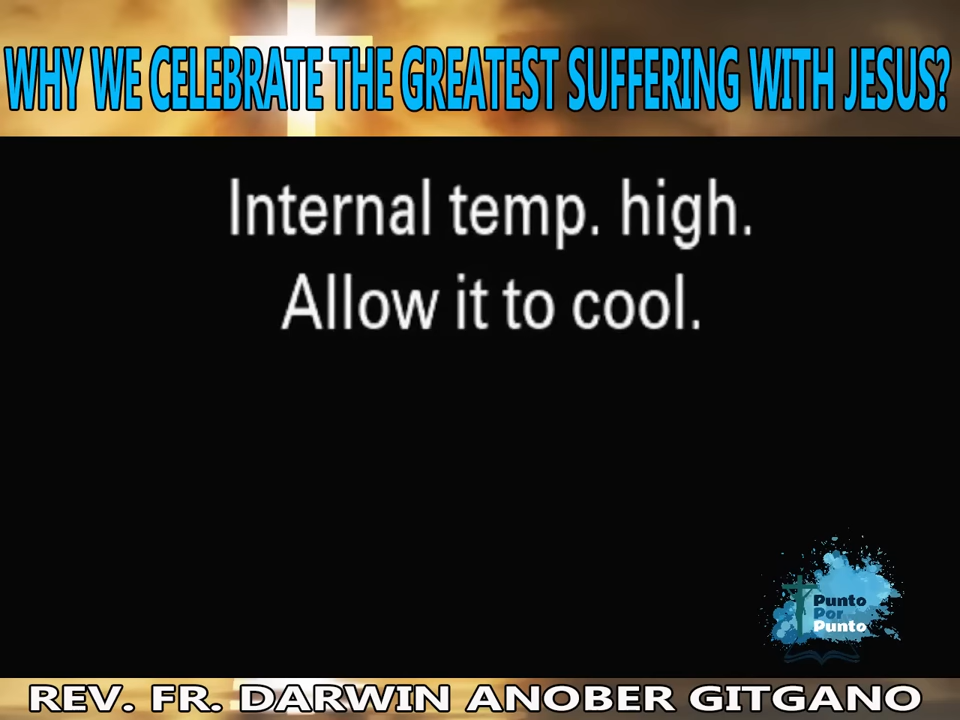 WHY WE CELEBRATE THE GREATEST SUFFERING WITH JESUS?
Internal temp. high.
Allow it to cool.
Punto
Por
Punto
REV. FR. DARWIN ANOBER GITGANO